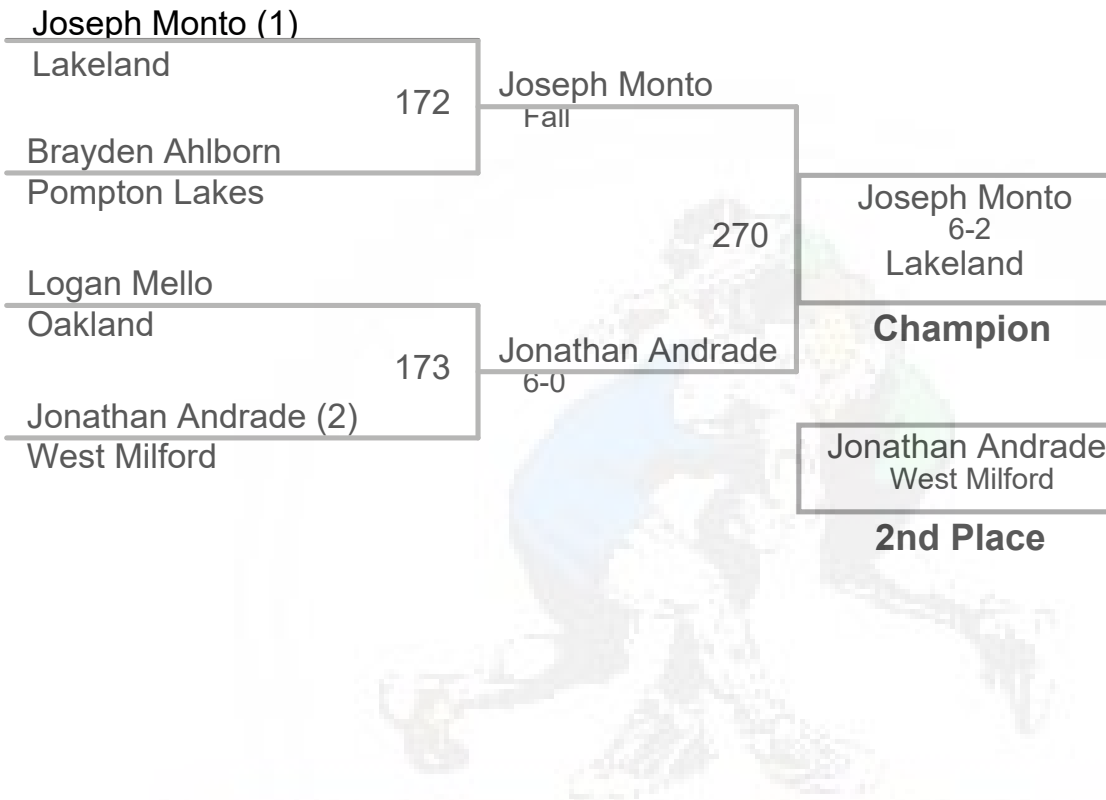 Joseph Monto (1)
Lakeland
172
Brayden Ahlborn
Pompton Lakes
Joseph Monto
Fall
Logan Mello
Oakland
173
Jonathan Andrade (2)
West Milford
Jonathan Andrade
6-0
270
Joseph Monto
6-2
Lakeland
Champion
Jonathan Andrade
West Milford
2nd Place